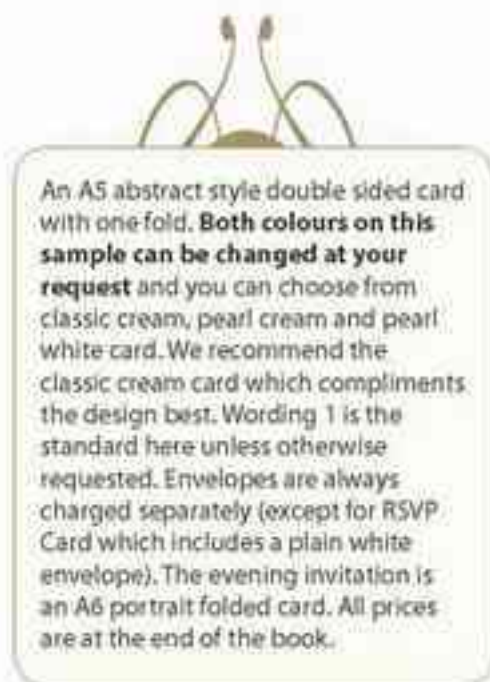 An A5 abstract style double sided card
with one fold. Both colours on this
sample can be changed at your
request and you can choose from
classic cream, pearl cream and pearl
white card. We recommend the
classic cream card which compliments
the design best. Wording 1 is the
standard here unless otherwise
requested. Envelopes are always
charged separately (except for RSVP
Card which includes a plain white
envelope). The evening invitation is
an A6 portrait folded card. All prices
are at the end of the book.